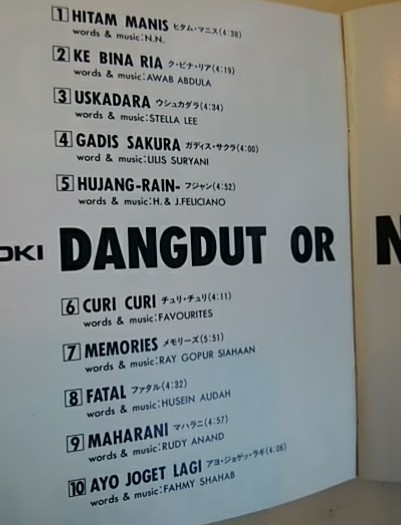 1 HITAM MANIS ヒタム・マニス(4:38)
words & music:N.N.
2 KE BINA RIA ク・ビナ・リア(4:19)
words & music:AWAB ABDULA
3 USKADARA ウシュカダラ(4:34)
words & music:STELLA LEE
4 GADIS SAKURA ガディス・サクラ(4:00)
word & music:LILIS SURYANI
5 HUJANG-RAIN- フジャン(4:52)
words & music:H. & J.FELICIANO
OKI DANGDUT OR N
6 CURI CURI チュリ・チュリ(4:11)
words & music:FAVOURITES
7 MEMORIES メモリーズ(5:51)
words & music:RAY GOPUR SIAHAAN
8 FATAL ファタル(4:32)
words & music:HUSEIN AUDAH
9 MAHARANI マハラニ(4:57)
words & music:RUDY ANAND
10 AYO JOGET LAGI アヨ・ジョゲッ・ラギ(4:06)
words & music:FAHMY SHAHAB